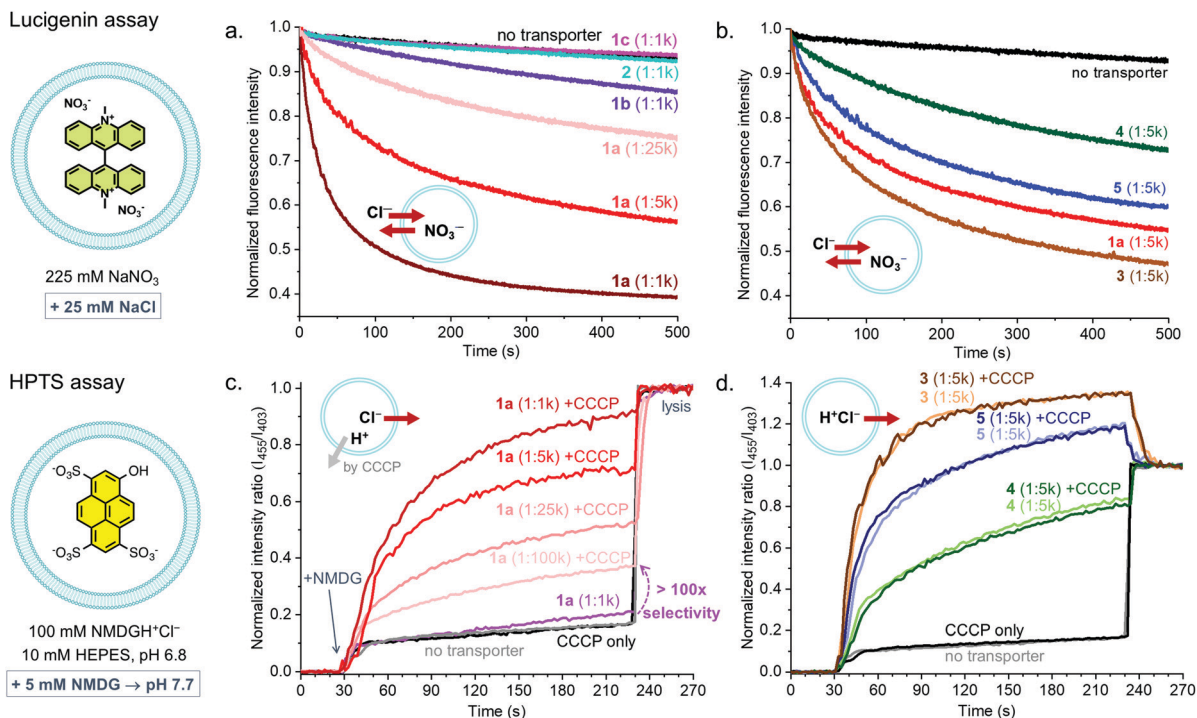 Lucigenin assay
NO₃⁻
N⁺
N⁺
NO₃⁻
225 mM NaNO₃
+ 25 mM NaCl
a.
Normalized fluorescence intensity
1.0
0.9
0.8
0.7
0.6
0.5
0.4
no transporter
1c (1:1k)
2 (1:1k)
1b (1:1k)
1a (1:25k)
1a (1:5k)
1a (1:1k)
Cl⁻
NO₃⁻
0 100 200 300 400 500
Time (s)
b.
Normalized fluorescence intensity
1.0
0.9
0.8
0.7
0.6
0.5
0.4
no transporter
4 (1:5k)
5 (1:5k)
1a (1:5k)
3 (1:5k)
Cl⁻
NO₃⁻
0 100 200 300 400 500
Time (s)
HPTS assay
⁻O₃S
OH
⁻O₃S
SO₃⁻
100 mM NMDGH⁺Cl⁻
10 mM HEPES, pH 6.8
+ 5 mM NMDG → pH 7.7
c.
Normalized intensity ratio (I₄₅₅/I₄₀₃)
1.0
0.8
0.6
0.4
0.2
0.0
Cl⁻
H⁺
by CCCP
1a (1:1k) +CCCP
lysis
1a (1:5k) +CCCP
1a (1:25k) +CCCP
1a (1:100k) +CCCP
+NMDG
1a (1:1k)
> 100x
selectivity
CCCP only
no transporter
0 30 60 90 120 150 180 210 240 270
Time (s)
d.
Normalized intensity ratio (I₄₅₅/I₄₀₃)
1.4
1.2
1.0
0.8
0.6
0.4
0.2
0.0
H⁺Cl⁻
3 (1:5k) +CCCP
3 (1:5k)
5 (1:5k) +CCCP
5 (1:5k)
4 (1:5k) +CCCP
4 (1:5k)
CCCP only
no transporter
0 30 60 90 120 150 180 210 240 270
Time (s)